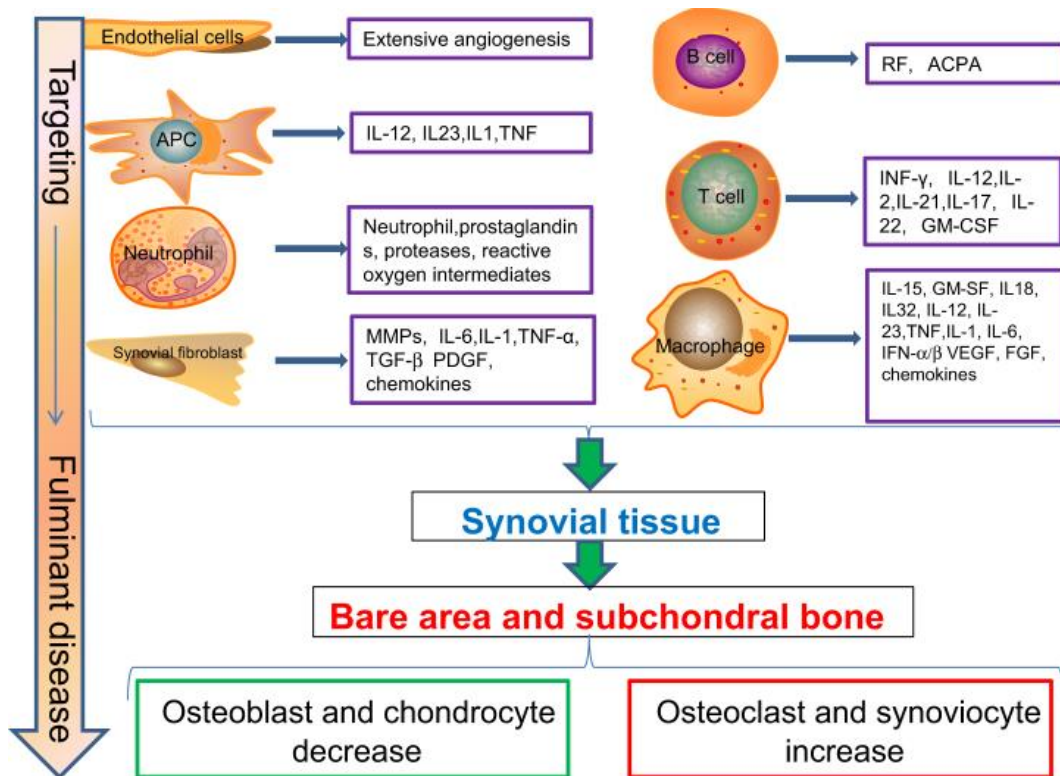 Targeting
Fulminant disease
Endothelial cells
Extensive angiogenesis
APC
IL-12, IL23,IL1,TNF
Neutrophil
Neutrophil,prostaglandin
s, proteases, reactive
oxygen intermediates
Synovial fibroblast
MMPs, IL-6,IL-1,TNF-α,
TGF-β PDGF,
chemokines
B cell
RF, ACPA
T cell
INF-γ, IL-12,IL-
2,IL-21,IL-17, IL-
22, GM-CSF
Macrophage
IL-15, GM-SF, IL18,
IL32, IL-12, IL-
23,TNF,IL-1, IL-6,
IFN-α/β VEGF, FGF,
chemokines
Synovial tissue
Bare area and subchondral bone
Osteoblast and chondrocyte
decrease
Osteoclast and synoviocyte
increase